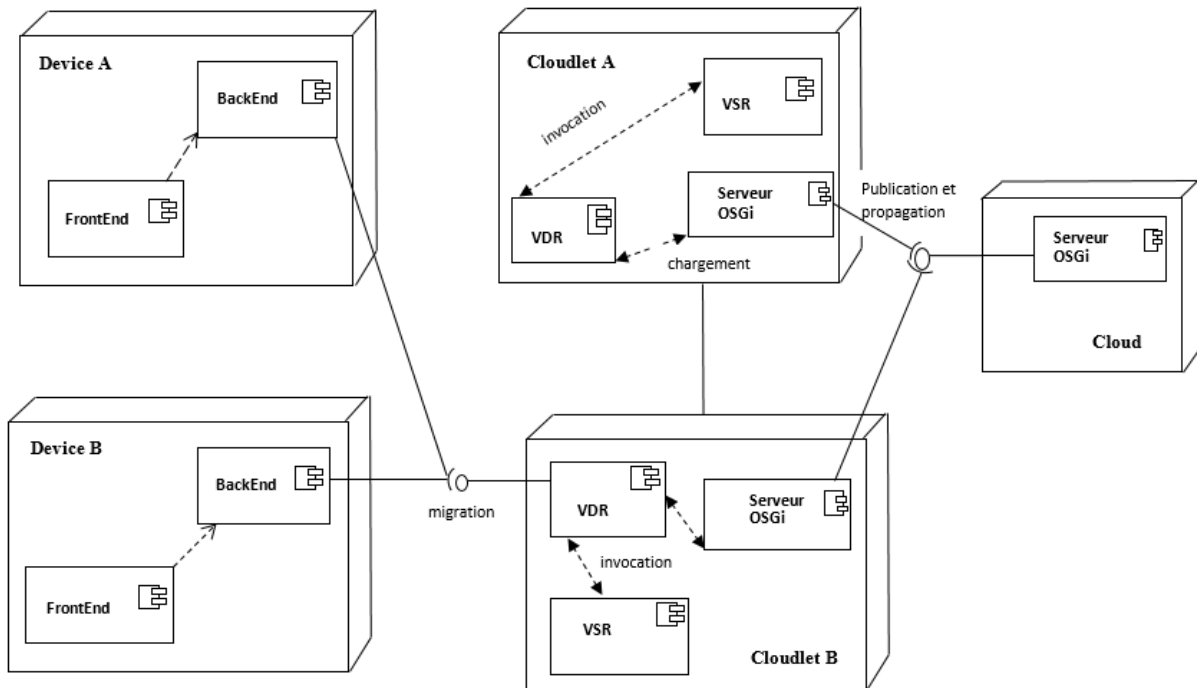 Device A
BackEnd
FrontEnd
Cloudlet A
VSR
invocation
Serveur
OSGi
VDR
chargement
Publication et
propagation
Serveur
OSGi
Cloud
Device B
BackEnd
FrontEnd
migration
VDR
Serveur
OSGi
invocation
VSR
Cloudlet B